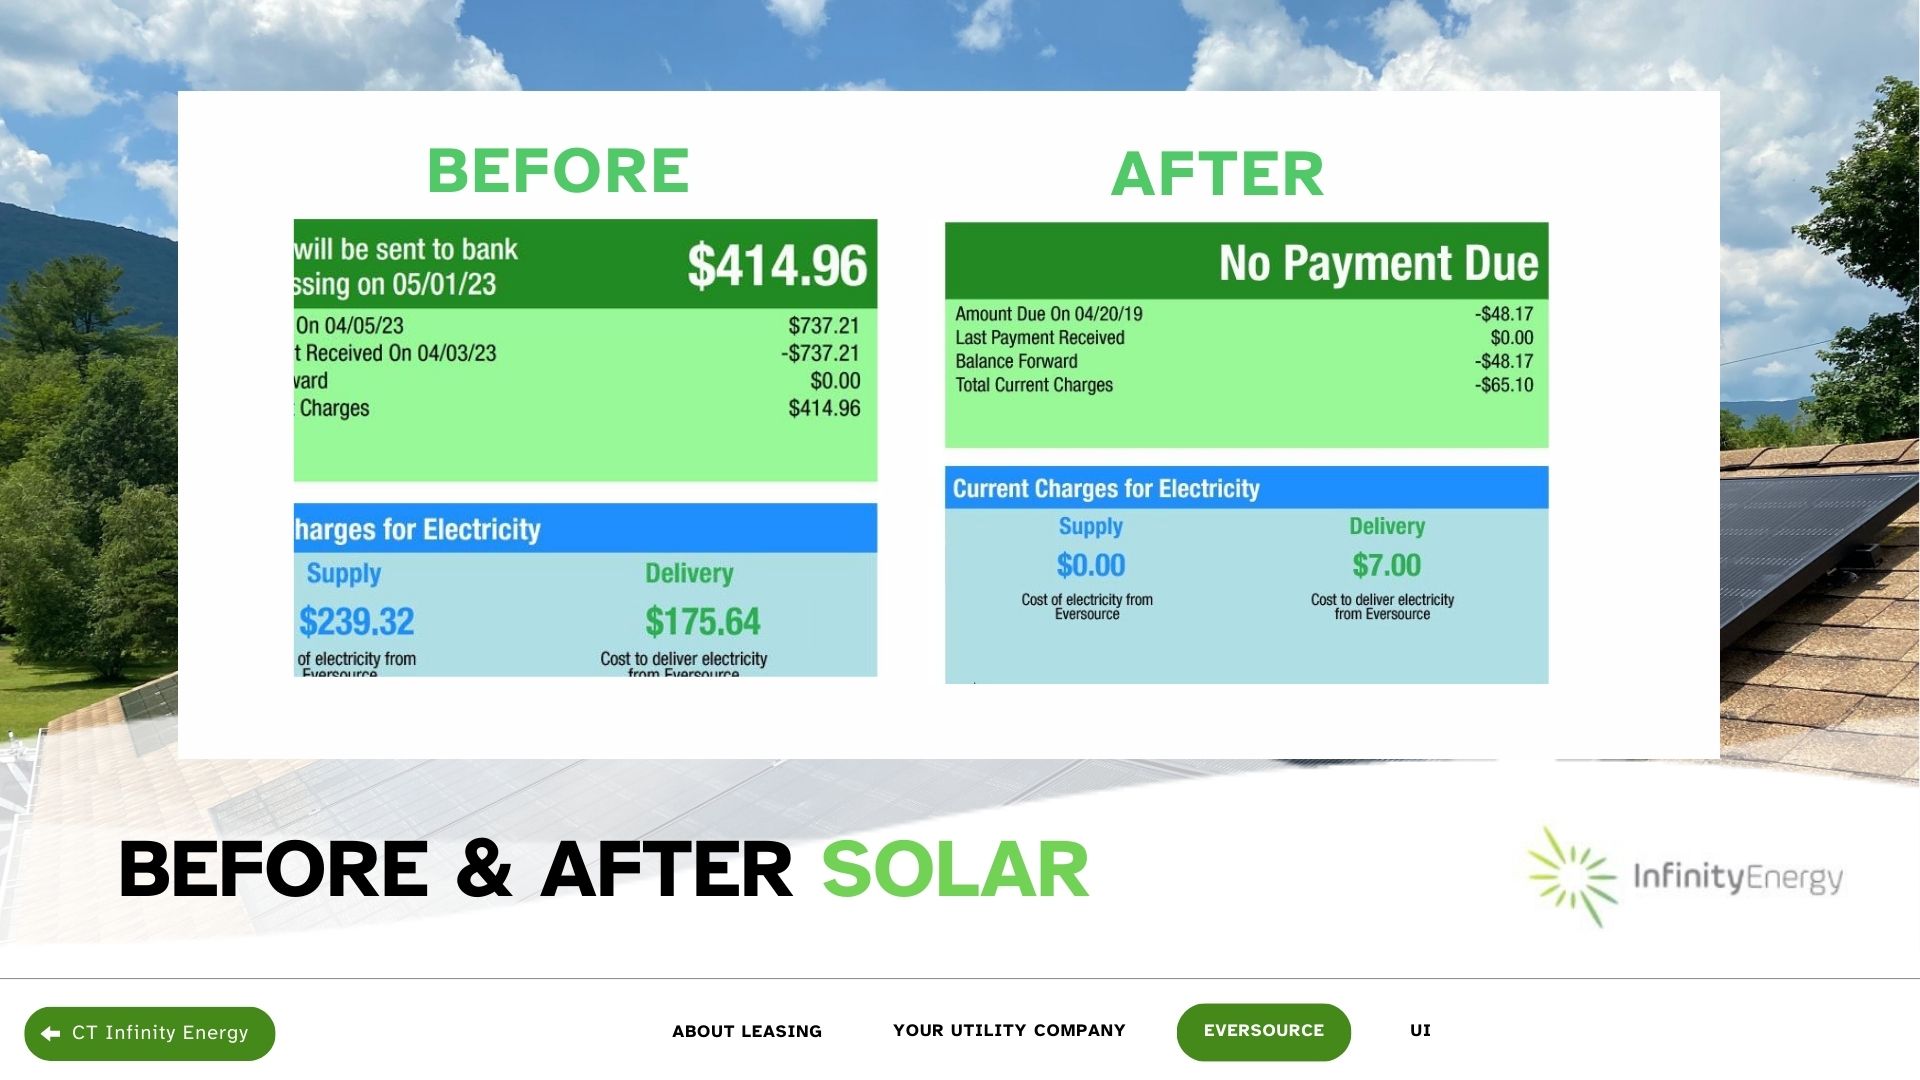 BEFORE
will be sent to bank
ssing on 05/01/23
$414.96
On 04/05/23 $737.21
t Received On 04/03/23 -$737.21
ward $0.00
Charges $414.96
harges for Electricity
Supply Delivery
$239.32 $175.64
of electricity from Cost to deliver electricity
Eversource from Eversource
AFTER
No Payment Due
Amount Due On 04/20/19 -$48.17
Last Payment Received $0.00
Balance Forward -$48.17
Total Current Charges -$65.10
Current Charges for Electricity
Supply Delivery
$0.00 $7.00
Cost of electricity from Cost to deliver electricity
Eversource from Eversource
BEFORE & AFTER SOLAR
InfinityEnergy
CT Infinity Energy
ABOUT LEASING YOUR UTILITY COMPANY EVERSOURCE UI